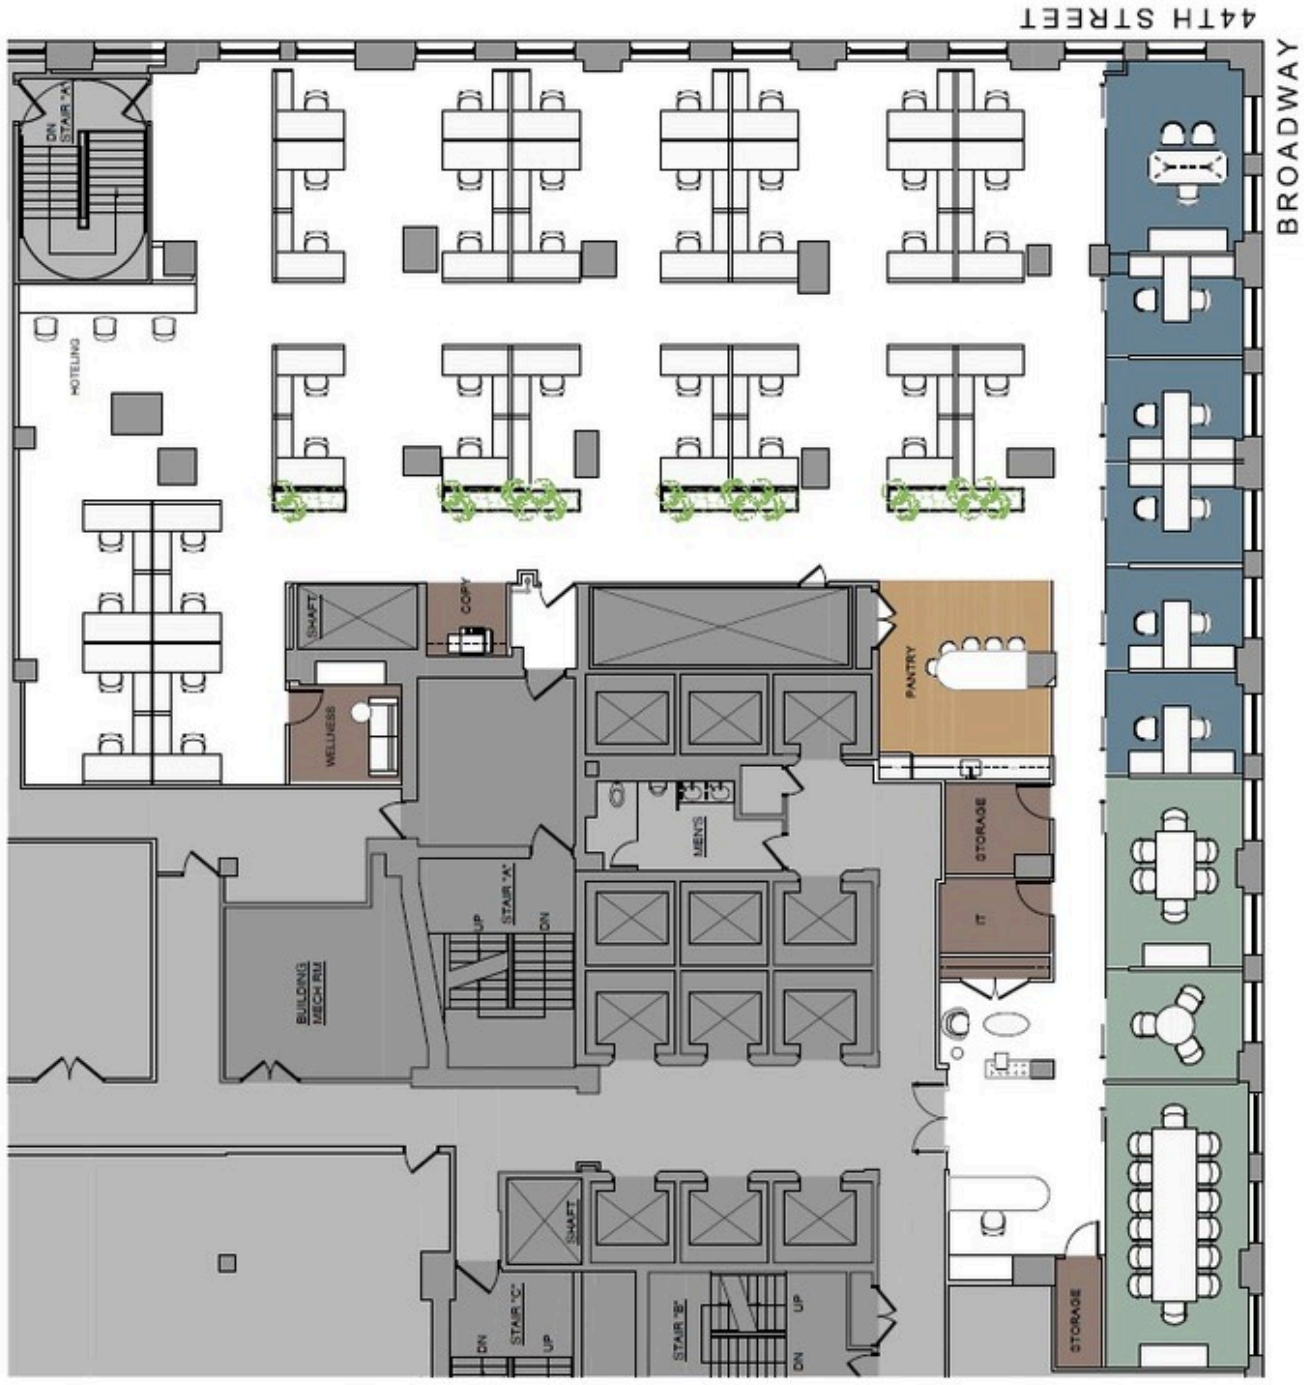 44TH STREET
BROADWAY
DN
STAIR "A"
HOTELING
SHAFT
COPY
PANTRY
WELLNESS
MEN'S
STORAGE
UP
STAIR "A"
DN
IT
BUILDING
MECH RM
SHAFT
DN
STAIR "C"
UP
STAIR "B"
UP
DN
STORAGE